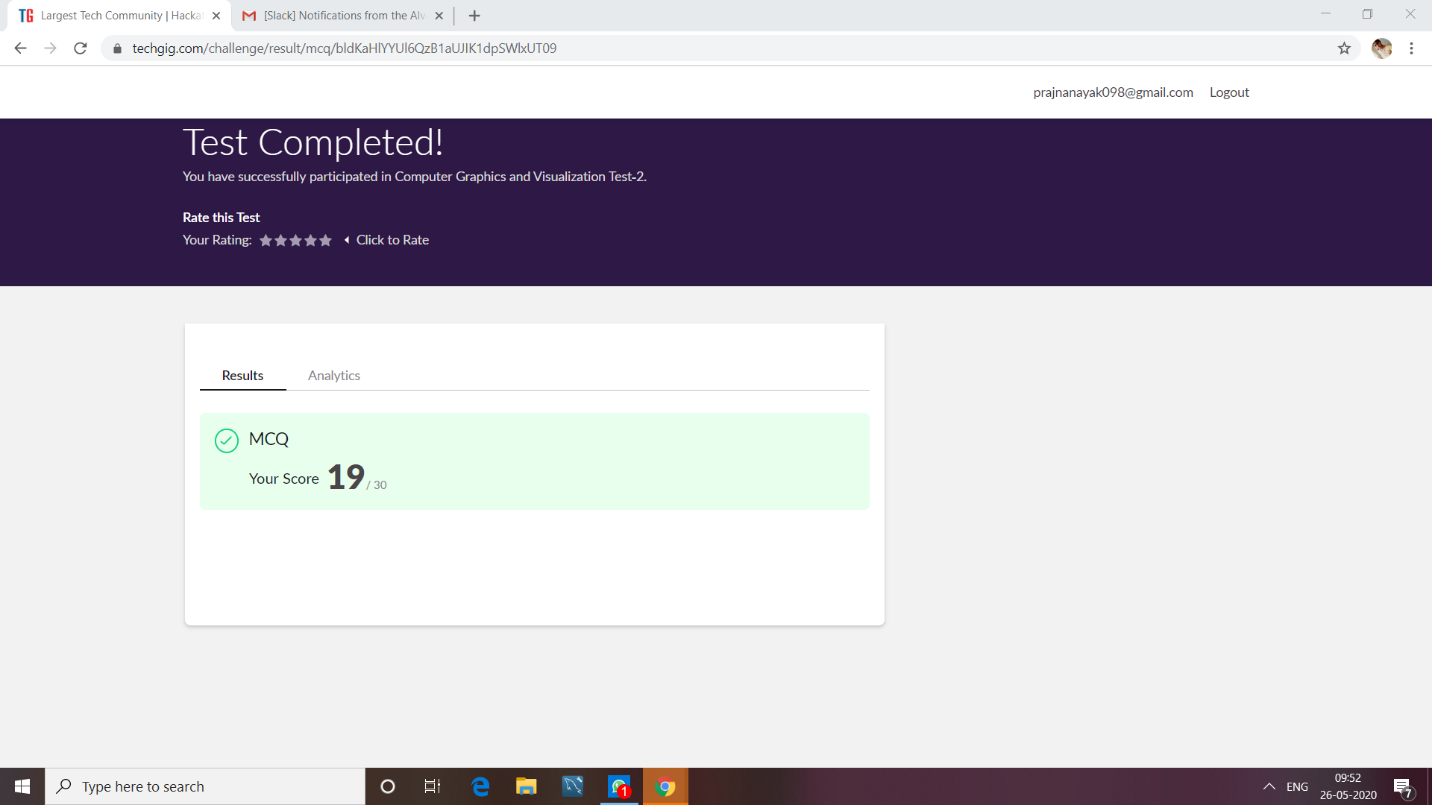 TG Largest Tech Community | Hacka
[Slack] Notifications from the Alv
techgig.com/challenge/result/mcq/
prajnanayak098@gmail.com Logout
Test Completed!
You have successfully participated in Computer Graphics and Visualization Test-2.
Rate this Test
Your Rating: Click to Rate
Results Analytics
MCQ
Your Score 19 / 30
Type here to search
1
ENG
09:52
26-05-2020
7